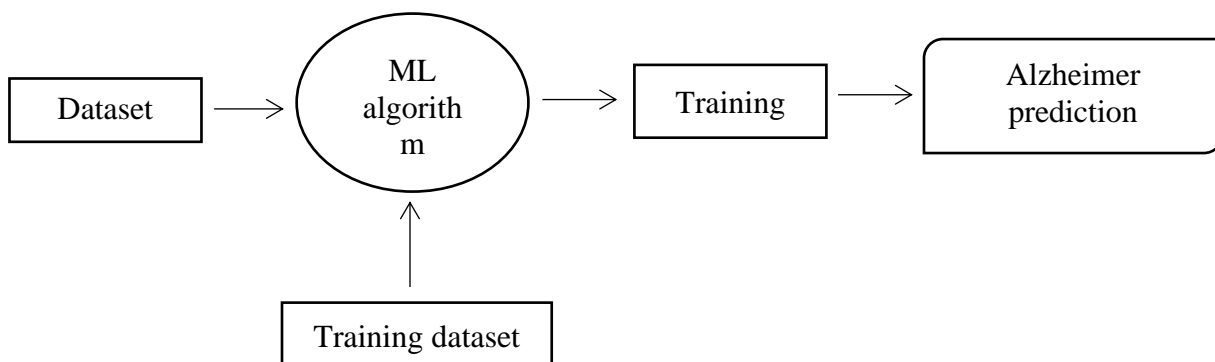 Dataset
ML
algorith
m
Training
Alzheimer
prediction
Training dataset